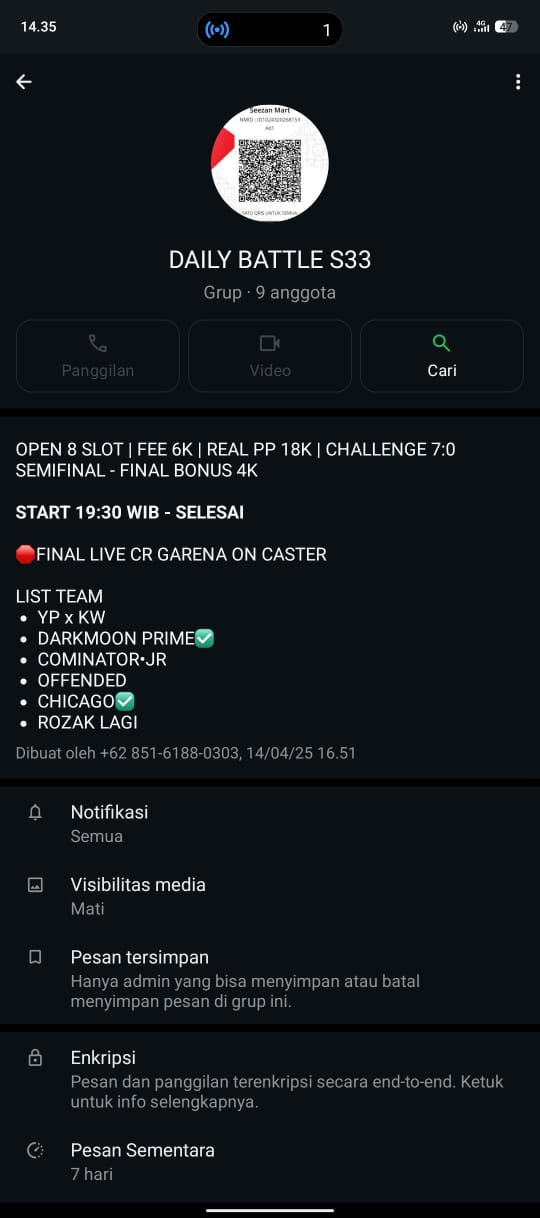 14.35
1
4G
47
Seezan Mart
NMID : ID1024320268153
A01
SATU QRIS UNTUK SEMUA
DAILY BATTLE S33
Grup · 9 anggota
Panggilan
Video
Cari
OPEN 8 SLOT | FEE 6K | REAL PP 18K | CHALLENGE 7:0
SEMIFINAL - FINAL BONUS 4K
START 19:30 WIB - SELESAI
🛑FINAL LIVE CR GARENA ON CASTER
LIST TEAM
• YP x KW
• DARKMOON PRIME✅
• COMINATOR•JR
• OFFENDED
• CHICAGO✅
• ROZAK LAGI
Dibuat oleh +62 851-6188-0303, 14/04/25 16.51
Notifikasi
Semua
Visibilitas media
Mati
Pesan tersimpan
Hanya admin yang bisa menyimpan atau batal
menyimpan pesan di grup ini.
Enkripsi
Pesan dan panggilan terenkripsi secara end-to-end. Ketuk
untuk info selengkapnya.
Pesan Sementara
7 hari